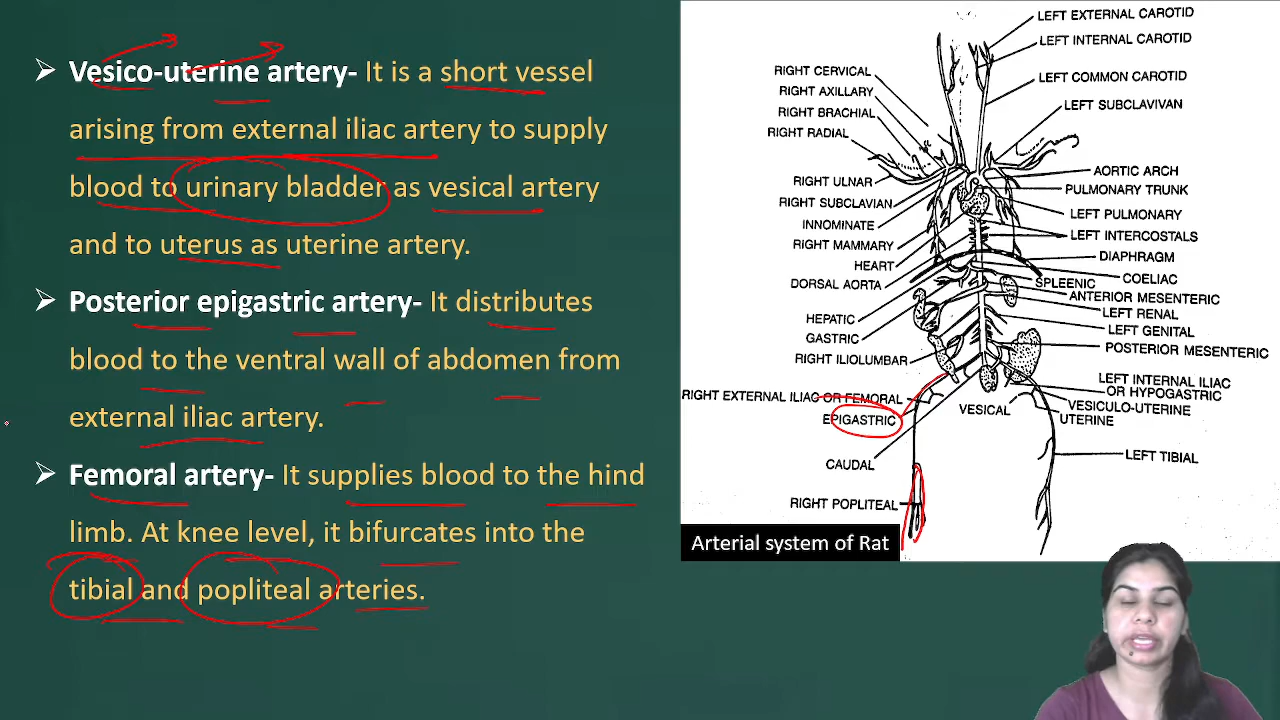 Vesico-uterine artery- It is a short vessel
arising from external iliac artery to supply
blood to urinary bladder as vesical artery
and to uterus as uterine artery.
Posterior epigastric artery- It distributes
blood to the ventral wall of abdomen from
external iliac artery.
Femoral artery- It supplies blood to the hind
limb. At knee level, it bifurcates into the
tibial and popliteal arteries.
LEFT EXTERNAL CAROTID
LEFT INTERNAL CAROTID
LEFT COMMON CAROTID
LEFT SUBCLAVIVAN
AORTIC ARCH
PULMONARY TRUNK
LEFT PULMONARY
LEFT INTERCOSTALS
DIAPHRAGM
COELIAC
SPLEENIC
ANTERIOR MESENTERIC
LEFT RENAL
LEFT GENITAL
POSTERIOR MESENTERIC
LEFT INTERNAL ILIAC
OR HYPOGASTRIC
VESICULO-UTERINE
UTERINE
LEFT TIBIAL
RIGHT CERVICAL
RIGHT AXILLARY
RIGHT BRACHIAL
RIGHT RADIAL
RIGHT ULNAR
RIGHT SUBCLAVIAN
INNOMINATE
RIGHT MAMMARY
HEART
DORSAL AORTA
HEPATIC
GASTRIC
RIGHT ILIOLUMBAR
RIGHT EXTERNAL ILIAC OR FEMORAL
EPIGASTRIC
VESICAL
CAUDAL
RIGHT POPLITEAL
Arterial system of Rat